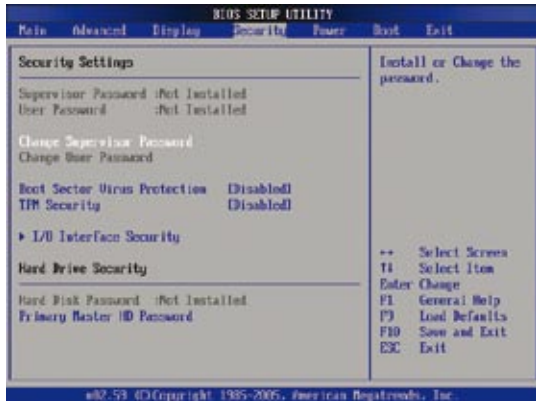 BIOS SETUP UTILITY
Main Advanced Display Security Power Boot Exit
Security Settings
Supervisor Password :Not Installed
User Password :Not Installed
Change Supervisor Password
Change User Password
Boot Sector Virus Protection [Disabled]
TPM Security [Disabled]
▸ I/O Interface Security
Hard Drive Security
Hard Disk Password :Not Installed
Primary Master HD Password
Install or Change the
password.
↔ Select Screen
↑↓ Select Item
Enter Change
F1 General Help
F9 Load Defaults
F10 Save and Exit
ESC Exit
v02.59 (C)Copyright 1985-2005, American Megatrends, Inc.